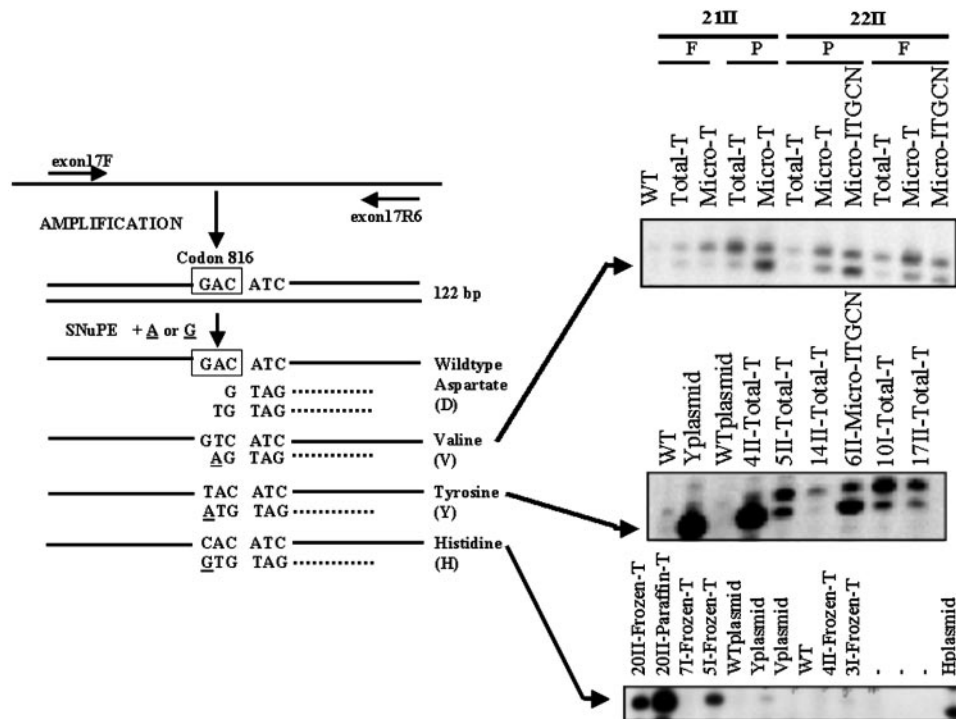 exon17F
exon17R6
AMPLIFICATION
Codon 816
GAC ATC
122 bp
SNuPE + A or G
GAC ATC
Wildtype
Aspartate
(D)
G TAG
TG TAG
GTC ATC
Valine
(V)
AG TAG
TAC ATC
Tyrosine
(Y)
ATG TAG
CAC ATC
Histidine
(H)
GTG TAG
21II 22II
F P P F
WT
Total-T
Micro-T
Total-T
Micro-T
Total-T
Micro-T
Micro-ITGCN
Total-T
Micro-T
Micro-ITGCN
WT
Yplasmid
WTplasmid
4II-Total-T
5II-Total-T
14II-Total-T
6II-Micro-ITGCN
10I-Total-T
17II-Total-T
20II-Frozen-T
20II-Paraffin-T
7I-Frozen-T
5I-Frozen-T
WTplasmid
Yplasmid
Vplasmid
WT
4II-Frozen-T
3I-Frozen-T
-
-
-
Hplasmid